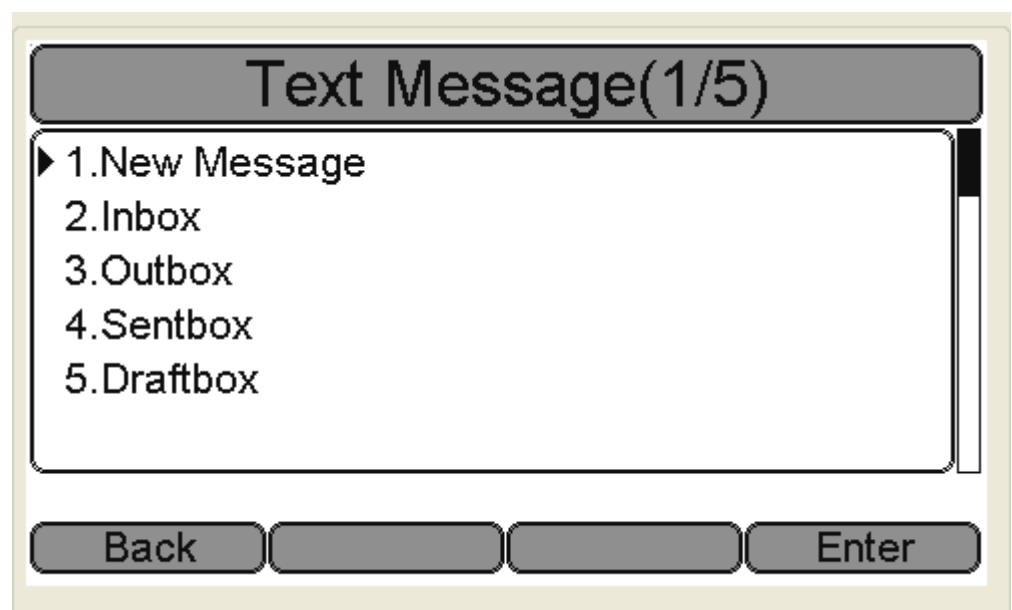 Text Message(1/5)
1.New Message
2.Inbox
3.Outbox
4.Sentbox
5.Draftbox
Back Enter